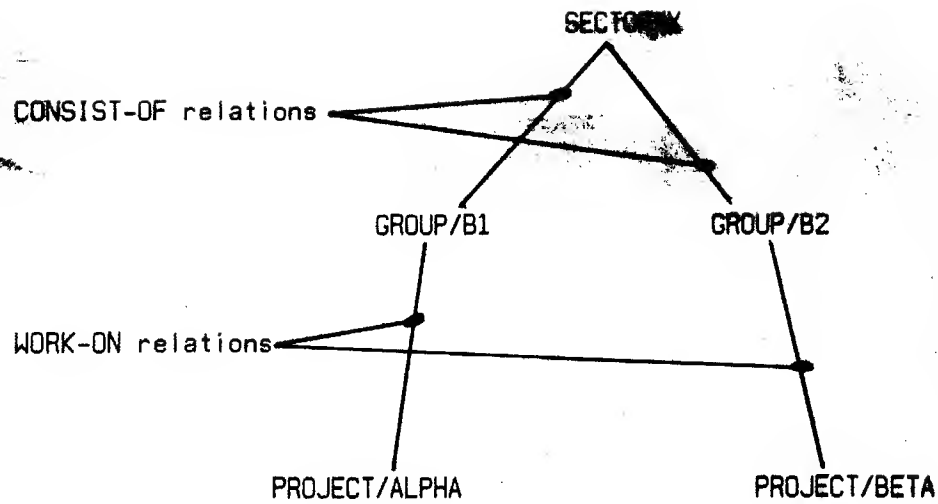 CONSIST-OF relations
GROUP/B1 GROUP/B2
WORK-ON relations
PROJECT/ALPHA PROJECT/BETA